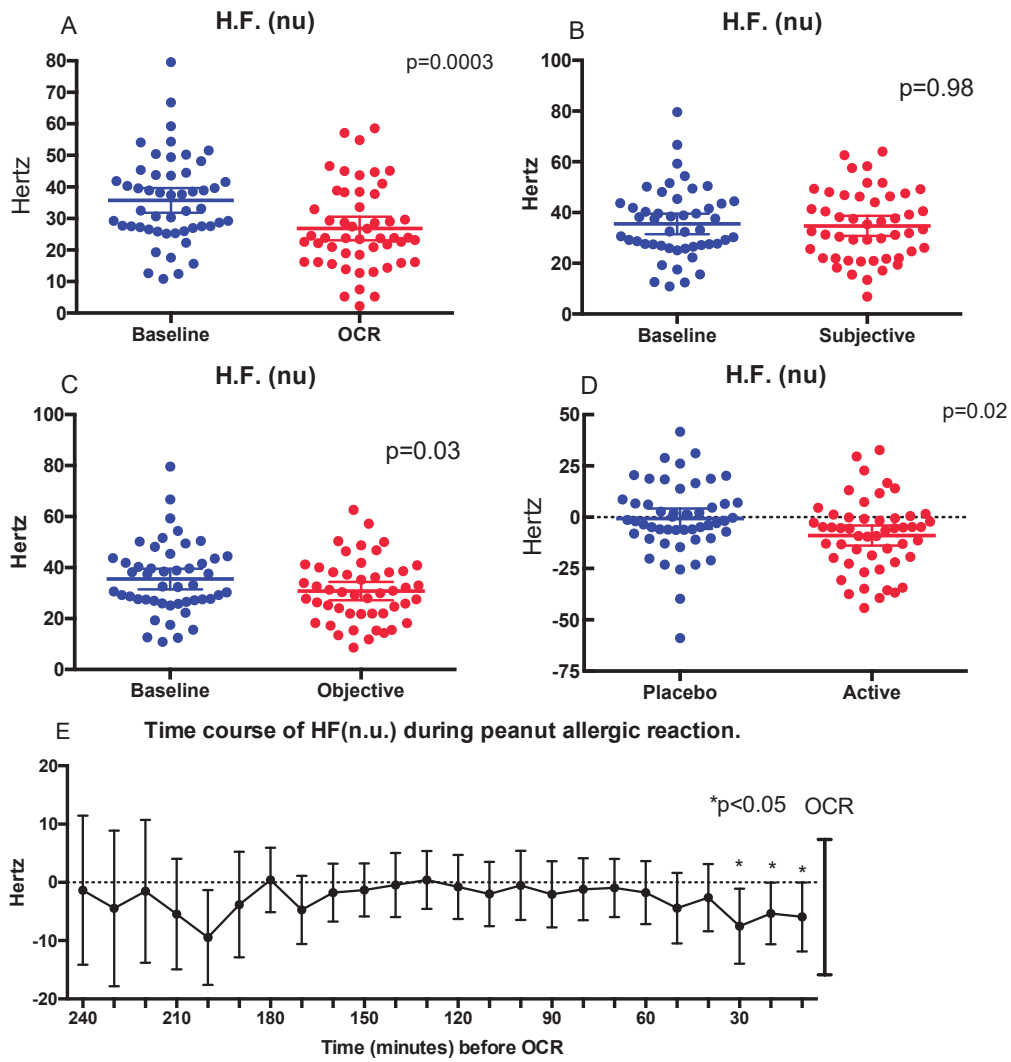 A
H.F. (nu)
p=0.0003
Hertz
80
70
60
50
40
30
20
10
0
Baseline
OCR
B
H.F. (nu)
p=0.98
Hertz
100
80
60
40
20
0
Baseline
Subjective
C
H.F. (nu)
p=0.03
Hertz
100
80
60
40
20
0
Baseline
Objective
D
H.F. (nu)
p=0.02
Hertz
50
25
0
-25
-50
-75
Placebo
Active
E
Time course of HF(n.u.) during peanut allergic reaction.
*p<0.05
OCR
Hertz
20
10
0
-10
-20
* * *
240 210 180 150 120 90 60 30
Time (minutes) before OCR